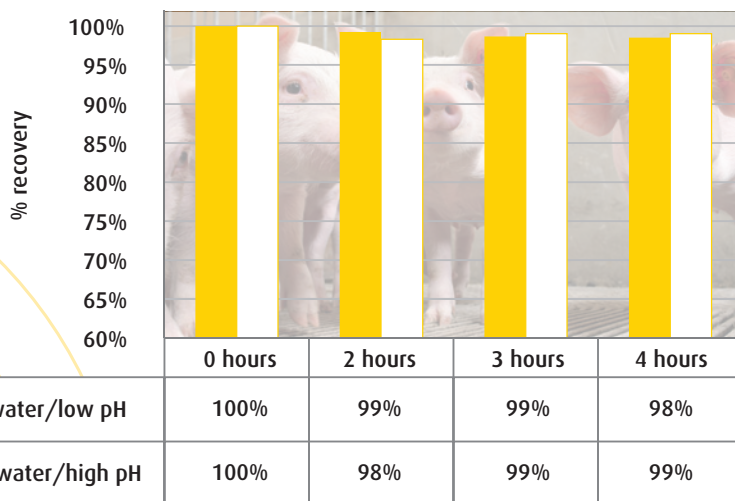 100%
95%
90%
85%
80%
75%
70%
65%
60%
% recovery
0 hours 2 hours 3 hours 4 hours
water/low pH 100% 99% 99% 98%
water/high pH 100% 98% 99% 99%